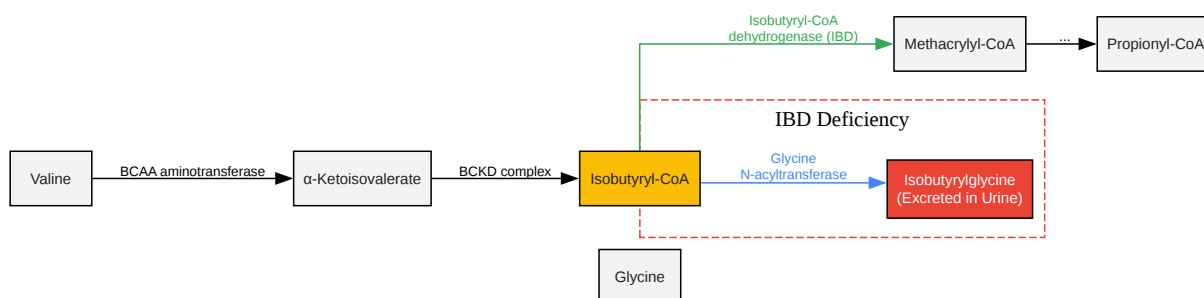 Isobutyryl-CoA
dehydrogenase (IBD)
Methacrylyl-CoA
...
Propionyl-CoA
IBD Deficiency
Valine
BCAA aminotransferase
α-Ketoisovalerate
BCKD complex
Isobutyryl-CoA
Glycine
N-acyltransferase
Isobutyrylglycine
(Excreted in Urine)
Glycine